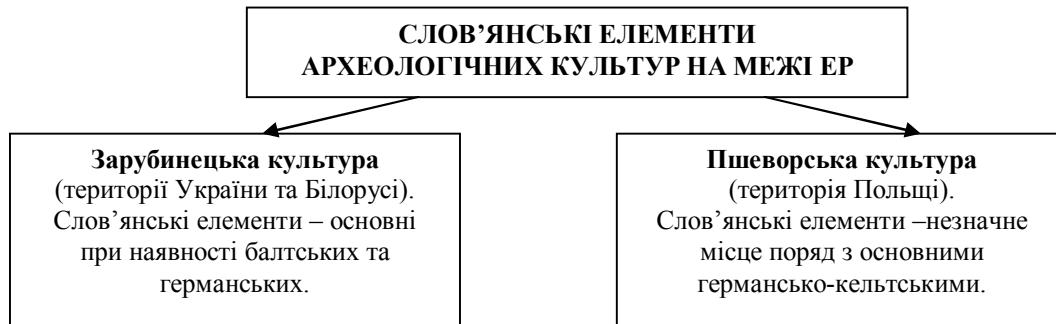 СЛОВ’ЯНСЬКІ ЕЛЕМЕНТИ
АРХЕОЛОГІЧНИХ КУЛЬТУР НА МЕЖІ ЕР
Зарубинецька культура
(території України та Білорусі).
Слов’янські елементи – основні
при наявності балтських та
германських.
Пшеворська культура
(територія Польщі).
Слов’янські елементи –незначне
місце поряд з основними
германсько-кельтськими.